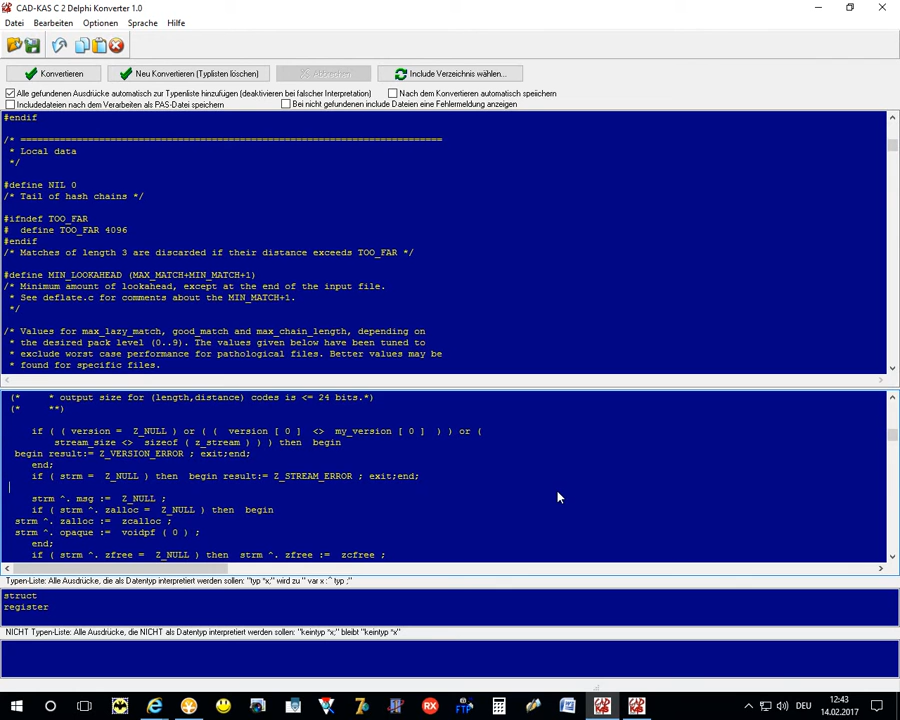 CAD-KAS C 2 Delphi Konverter 1.0
Datei Bearbeiten Optionen Sprache Hilfe
Konvertieren Neu Konvertieren (Typlisten löschen) Abbrechen Include Verzeichnis wählen...
Alle gefundenen Ausdrücke automatisch zur Typenliste hinzufügen (deaktivieren bei falscher Interpretation) Nach dem Konvertieren automatisch speichern
Includedateien nach dem Verarbeiten als PAS-Datei speichern Bei nicht gefundenen include Dateien eine Fehlermeldung anzeigen
#endif
/* ===========================================================================
* Local data
*/
#define NIL 0
/* Tail of hash chains */
#ifndef TOO_FAR
# define TOO_FAR 4096
#endif
/* Matches of length 3 are discarded if their distance exceeds TOO_FAR */
#define MIN_LOOKAHEAD (MAX_MATCH+MIN_MATCH+1)
/* Minimum amount of lookahead, except at the end of the input file.
* See deflate.c for comments about the MIN_MATCH+1.
*/
/* Values for max_lazy_match, good_match and max_chain_length, depending on
* the desired pack level (0..9). The values given below have been tuned to
* exclude worst case performance for pathological files. Better values may be
* found for specific files.
(* * output size for (length,distance) codes is <= 24 bits.*)
(* **)
if ( ( version = Z_NULL ) or ( ( version [ 0 ] <> my_version [ 0 ] ) ) or (
stream_size <> sizeof ( z_stream ) ) ) then begin
begin result:= Z_VERSION_ERROR ; exit;end;
end;
if ( strm = Z_NULL ) then begin result:= Z_STREAM_ERROR ; exit;end;
strm ^. msg := Z_NULL ;
if ( strm ^. zalloc = Z_NULL ) then begin
strm ^. zalloc := zcalloc ;
strm ^. opaque := voidpf ( 0 ) ;
end;
if ( strm ^. zfree = Z_NULL ) then strm ^. zfree := zcfree ;
Typen-Liste: Alle Ausdrücke, die als Datentyp interpretiert werden sollen: "typ *x;" wird zu " var x :^ typ ;"
struct
register
NICHT Typen-Liste: Alle Ausdrücke, die NICHT als Datentyp interpretiert werden sollen: "keintyp *x;" bleibt "keintyp *x"
DEU
12:43
14.02.2017